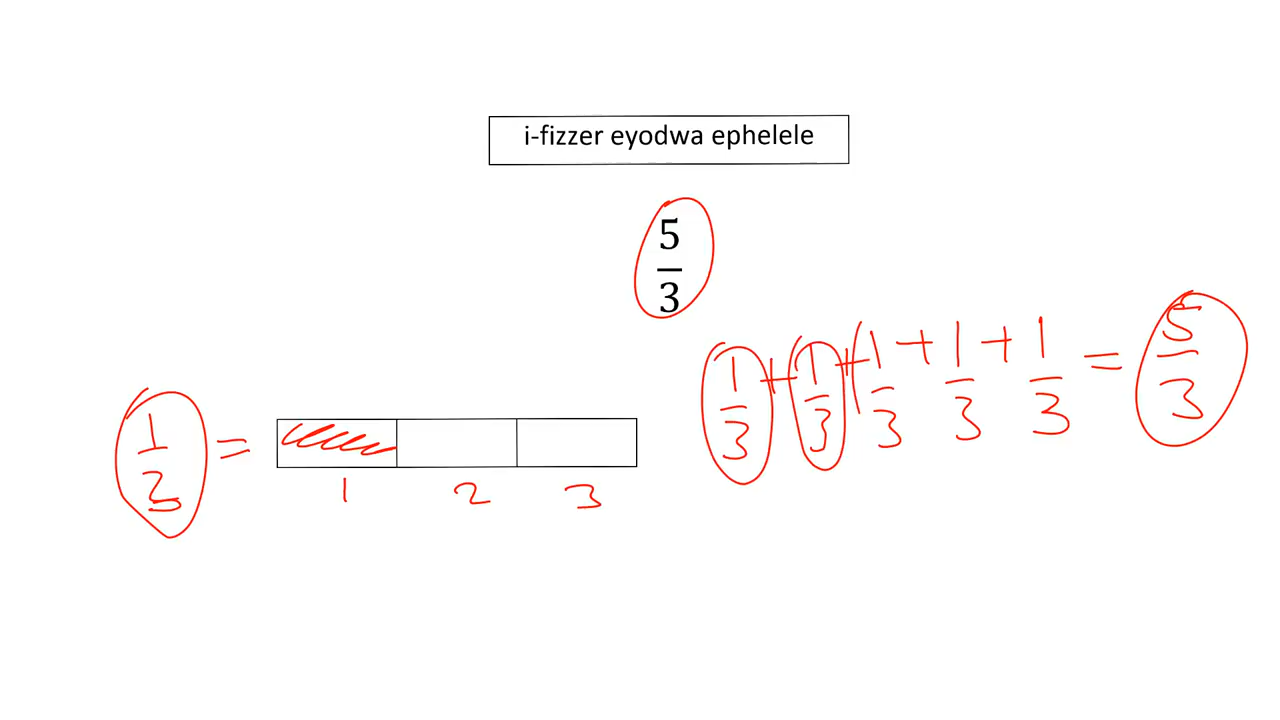 i-fizzer eyodwa ephelele
5/3
1/3 + 1/3 + 1/3 + 1/3 + 1/3 = 5/3
1/3 =
1 2 3